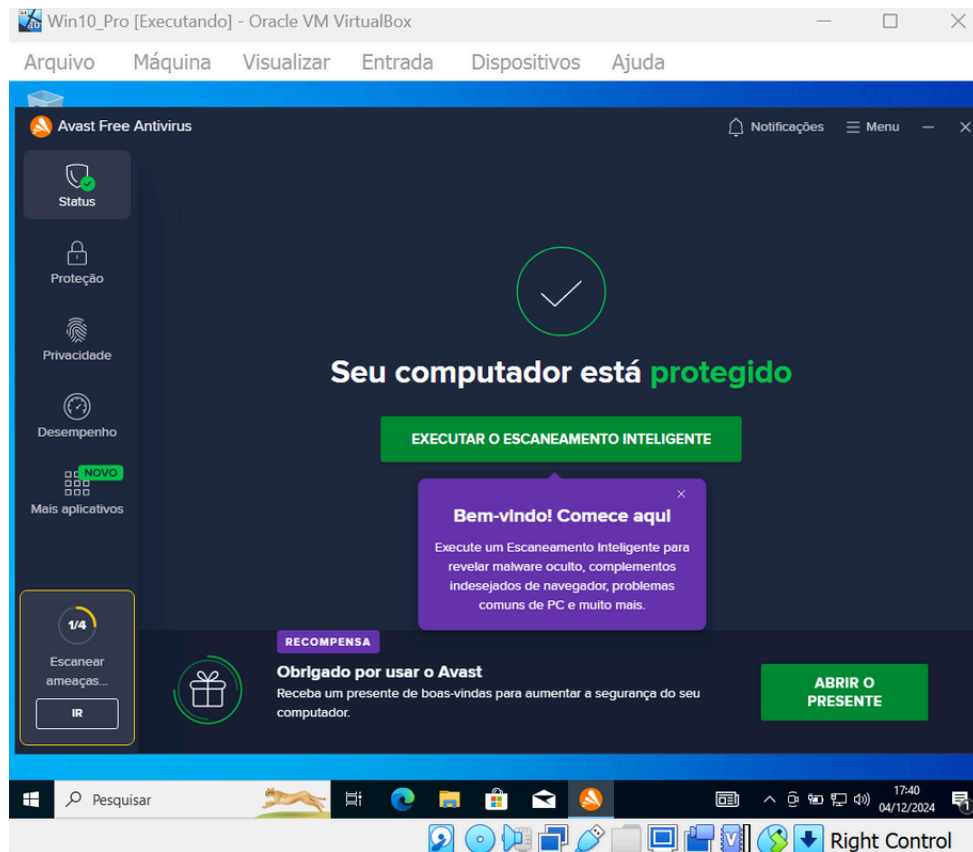 Win10_Pro [Executando] - Oracle VM VirtualBox
Arquivo Máquina Visualizar Entrada Dispositivos Ajuda
Avast Free Antivirus
Notificações
Menu
Status
Proteção
Privacidade
Desempenho
NOVO
Mais aplicativos
Seu computador está protegido
EXECUTAR O ESCANEAMENTO INTELIGENTE
Bem-vindo! Comece aqui
Execute um Escaneamento Inteligente para
revelar malware oculto, complementos
indesejados de navegador, problemas
comuns de PC e muito mais.
1/4
Escanear
ameaças...
IR
RECOMPENSA
Obrigado por usar o Avast
Receba um presente de boas-vindas para aumentar a segurança do seu
computador.
ABRIR O
PRESENTE
Pesquisar
17:40
04/12/2024
1
Right Control